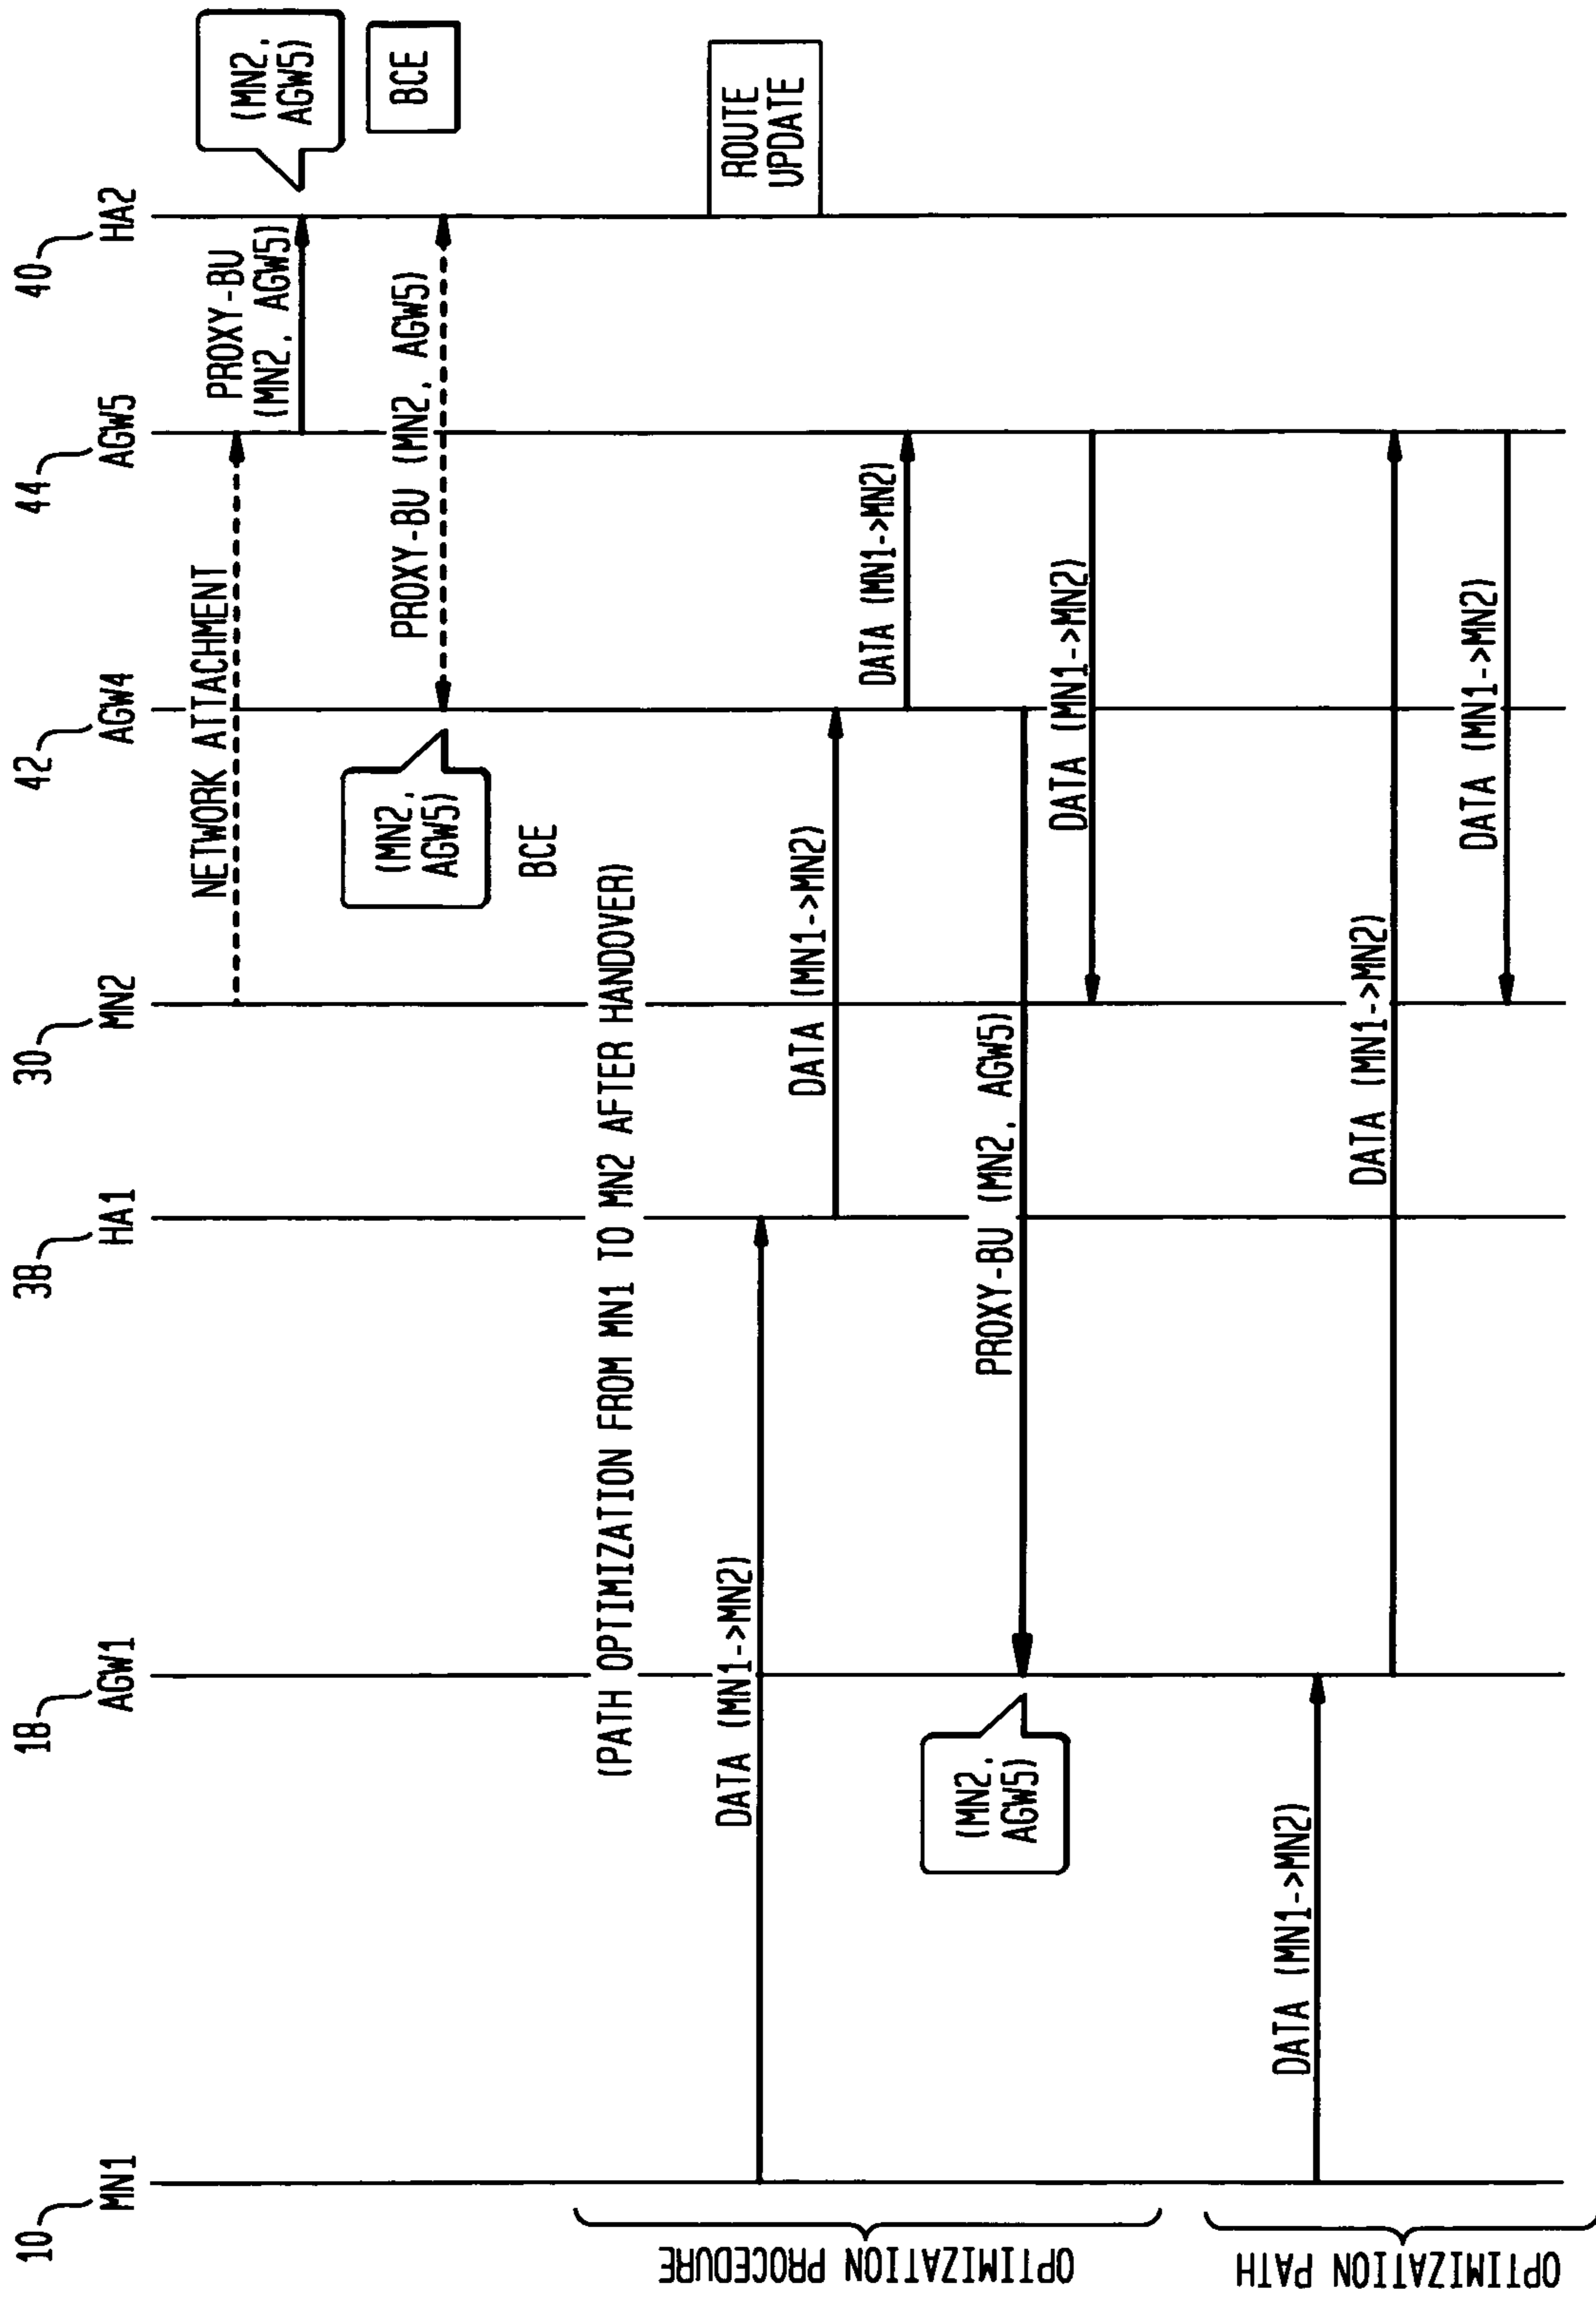 10
MN1
18
AGW1
38
HA1
30
MN2
42
AGW4
44
AGW5
40
HA2
NETWORK ATTACHMENT
PROXY-BU
(MN2, AGW5)
(MN2,
AGW5)
BCE
PROXY-BU (MN2, AGW5)
(MN2,
AGW5)
BCE
(PATH OPTIMIZATION FROM MN1 TO MN2 AFTER HANDOVER)
OPTIMIZATION PROCEDURE
DATA (MN1->MN2)
ROUTE
UPDATE
DATA (MN1->MN2)
DATA (MN1->MN2)
PROXY-BU (MN2, AGW5)
(MN2,
AGW5)
DATA (MN1->MN2)
OPTIMIZATION PATH
DATA (MN1->MN2)
DATA (MN1->MN2)
DATA (MN1->MN2)